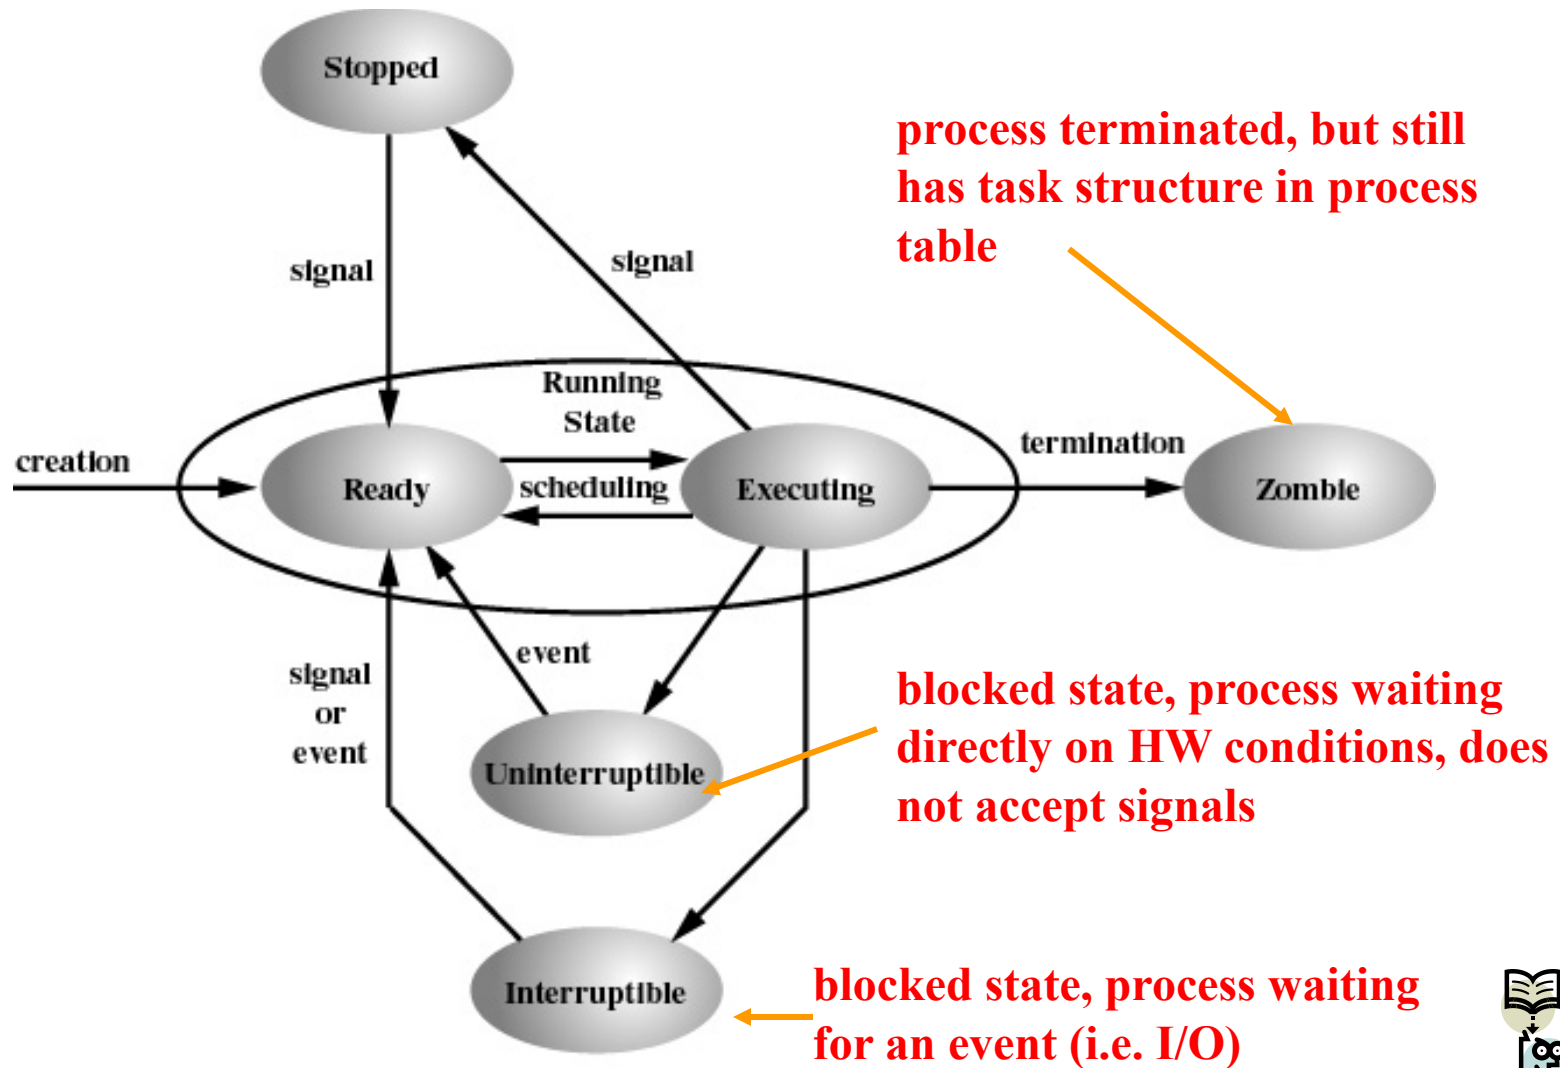 Stopped
process terminated, but still
has task structure in process
table
signal
signal
Running
State
creation
Ready
scheduling
Executing
termination
Zombie
event
signal
or
event
Uninterruptible
blocked state, process waiting
directly on HW conditions, does
not accept signals
Interruptible
blocked state, process waiting
for an event (i.e. I/O)